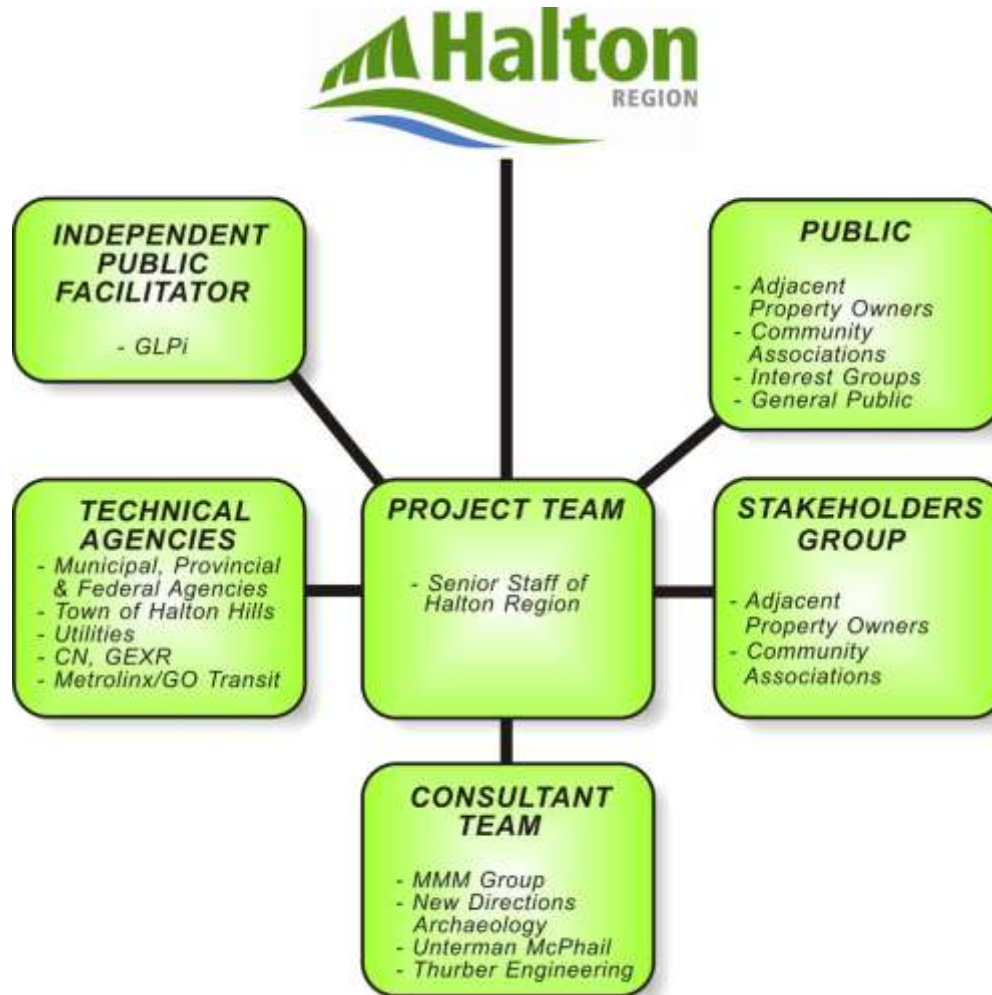 Halton
REGION
INDEPENDENT
PUBLIC
FACILITATOR
- GLPi
PUBLIC
- Adjacent
Property Owners
- Community
Associations
- Interest Groups
- General Public
TECHNICAL
AGENCIES
- Municipal, Provincial
& Federal Agencies
- Town of Halton Hills
- Utilities
- CN, GEXR
- Metrolinx/GO Transit
PROJECT TEAM
- Senior Staff of
Halton Region
STAKEHOLDERS
GROUP
- Adjacent
Property Owners
- Community
Associations
CONSULTANT
TEAM
- MMM Group
- New Directions
Archaeology
- Unterman McPhail
- Thurber Engineering